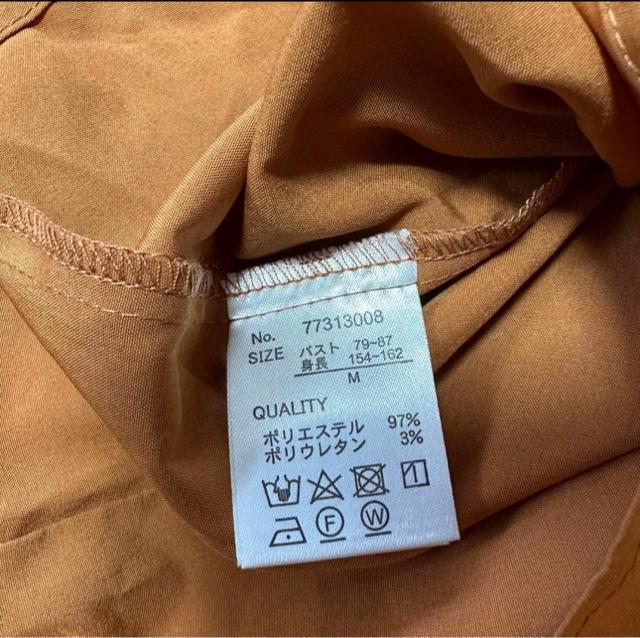 No. 77313008
SIZE バスト 79~87
身長 154~162
M
QUALITY
ポリエステル 97%
ポリウレタン 3%
F W